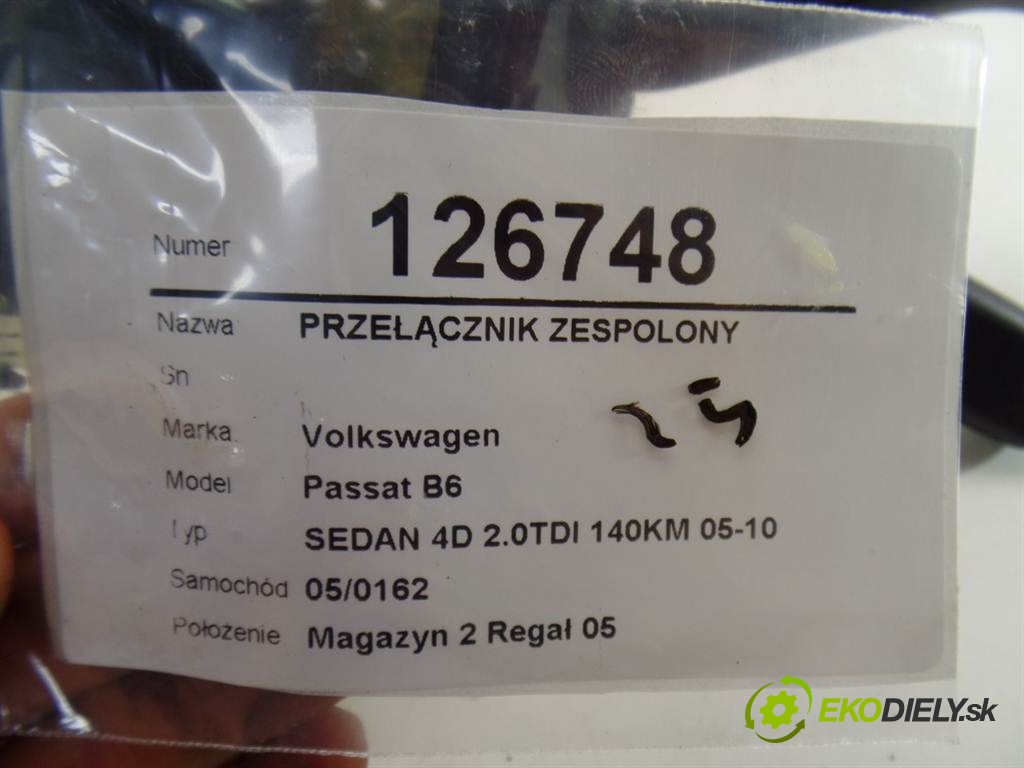 Numer 126748
Nazwa PRZEŁĄCZNIK ZESPOLONY
Sn
Marka Volkswagen
Model Passat B6
Typ SEDAN 4D 2.0TDI 140KM 05-10
Samochód 05/0162
Położenie Magazyn 2 Regał 05
EKODIELY.sk